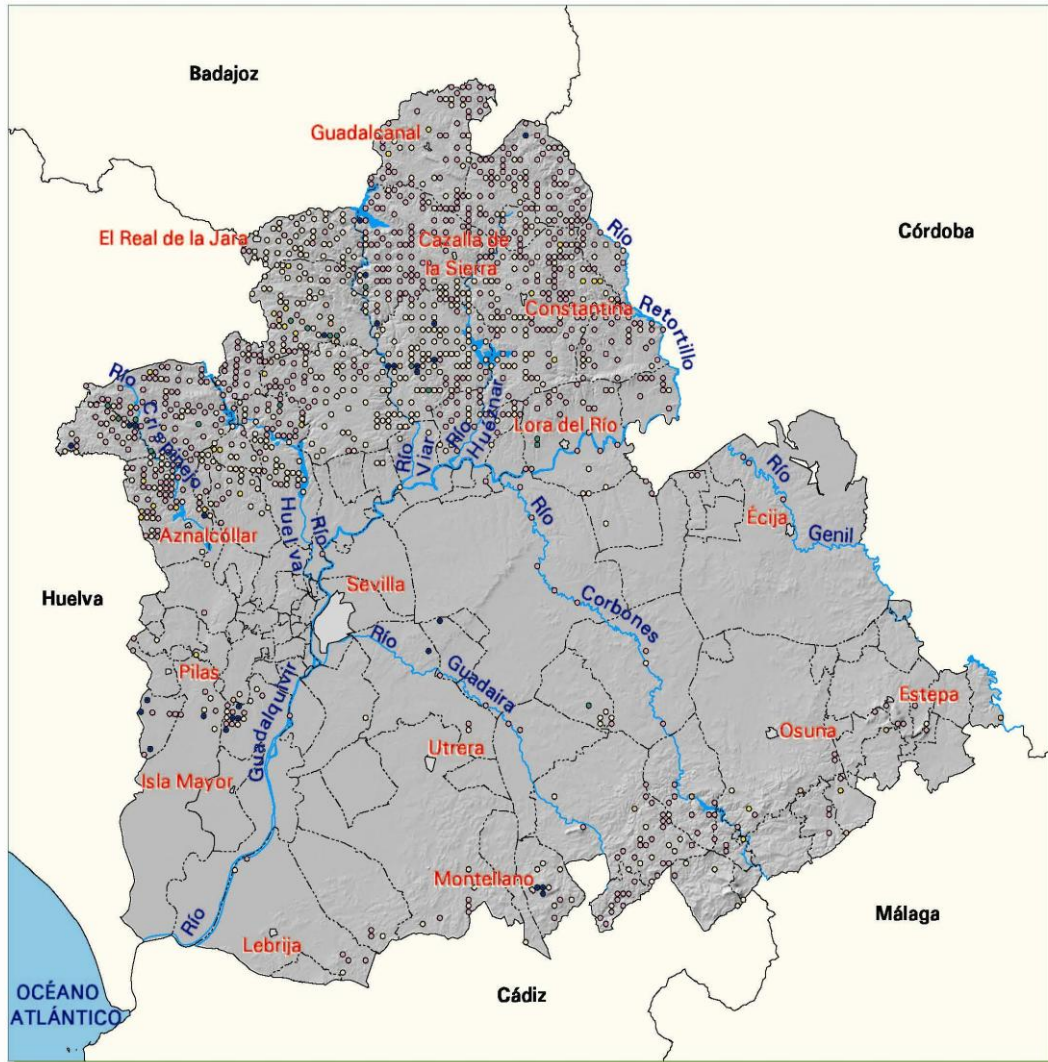 Badajoz
Guadalcanal
El Real de la Jara
Cazalla de
la Sierra
Córdoba
Río
Retortillo
Constantina
Río
Crispinejo
Río
Viar
Río
Huéznar
Lora del Río
Río
Huelva
Aznalcóllar
Río
Écija
Genil
Río
Corbones
Sevilla
Huelva
Río
Guadaira
Río
Guadalquivir
Pilas
Estepa
Osuna
Utrera
Isla Mayor
Montellano
Málaga
Lebrija
Cádiz
OCÉANO
ATLÁNTICO